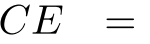 CE =